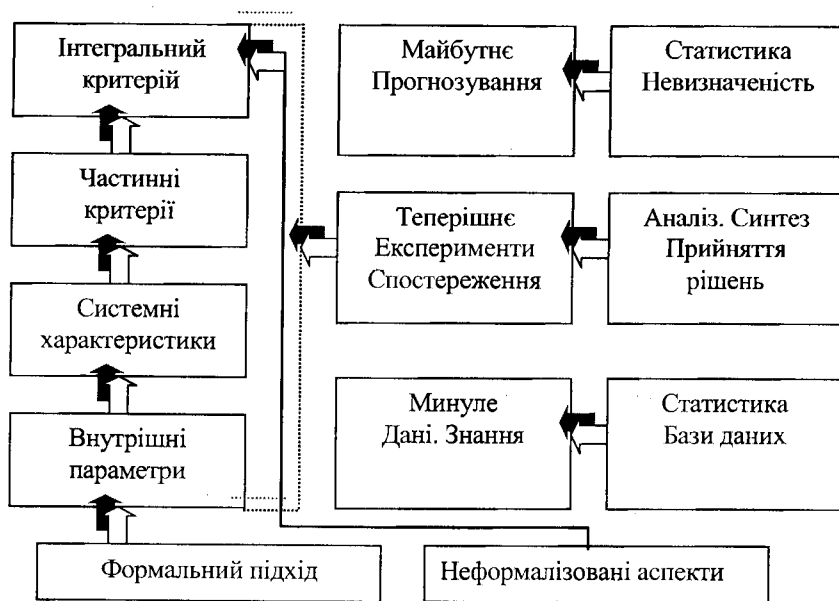 Інтегральний
критерій
Частинні
критерії
Системні
характеристики
Внутрішні
параметри
Формальний підхід
Майбутнє
Прогнозування
Теперішнє
Експерименти
Спостереження
Минуле
Дані. Знання
Статистика
Невизначеність
Аналіз. Синтез
Прийняття
рішень
Статистика
Бази даних
Неформалізовані аспекти